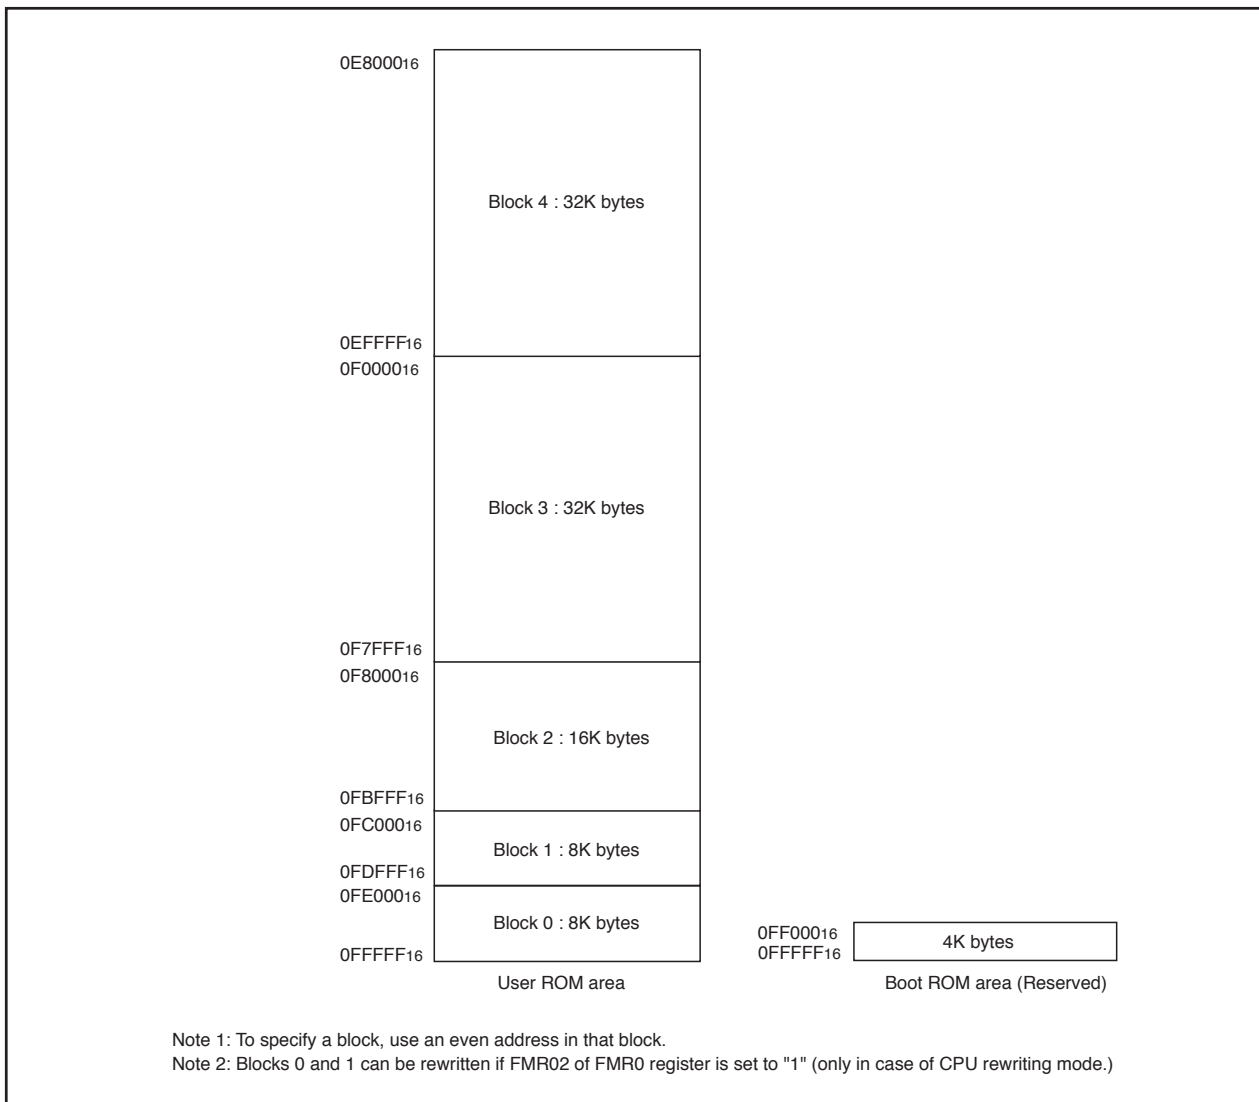 0E800016
Block 4 : 32K bytes
0EFFFF16
0F000016
Block 3 : 32K bytes
0F7FFF16
0F800016
Block 2 : 16K bytes
0FBFFF16
0FC00016
Block 1 : 8K bytes
0FDFFF16
0FE00016
Block 0 : 8K bytes
0FFFFF16
User ROM area
0FF00016
0FFFFF16
4K bytes
Boot ROM area (Reserved)
Note 1: To specify a block, use an even address in that block.
Note 2: Blocks 0 and 1 can be rewritten if FMR02 of FMR0 register is set to "1" (only in case of CPU rewriting mode.)